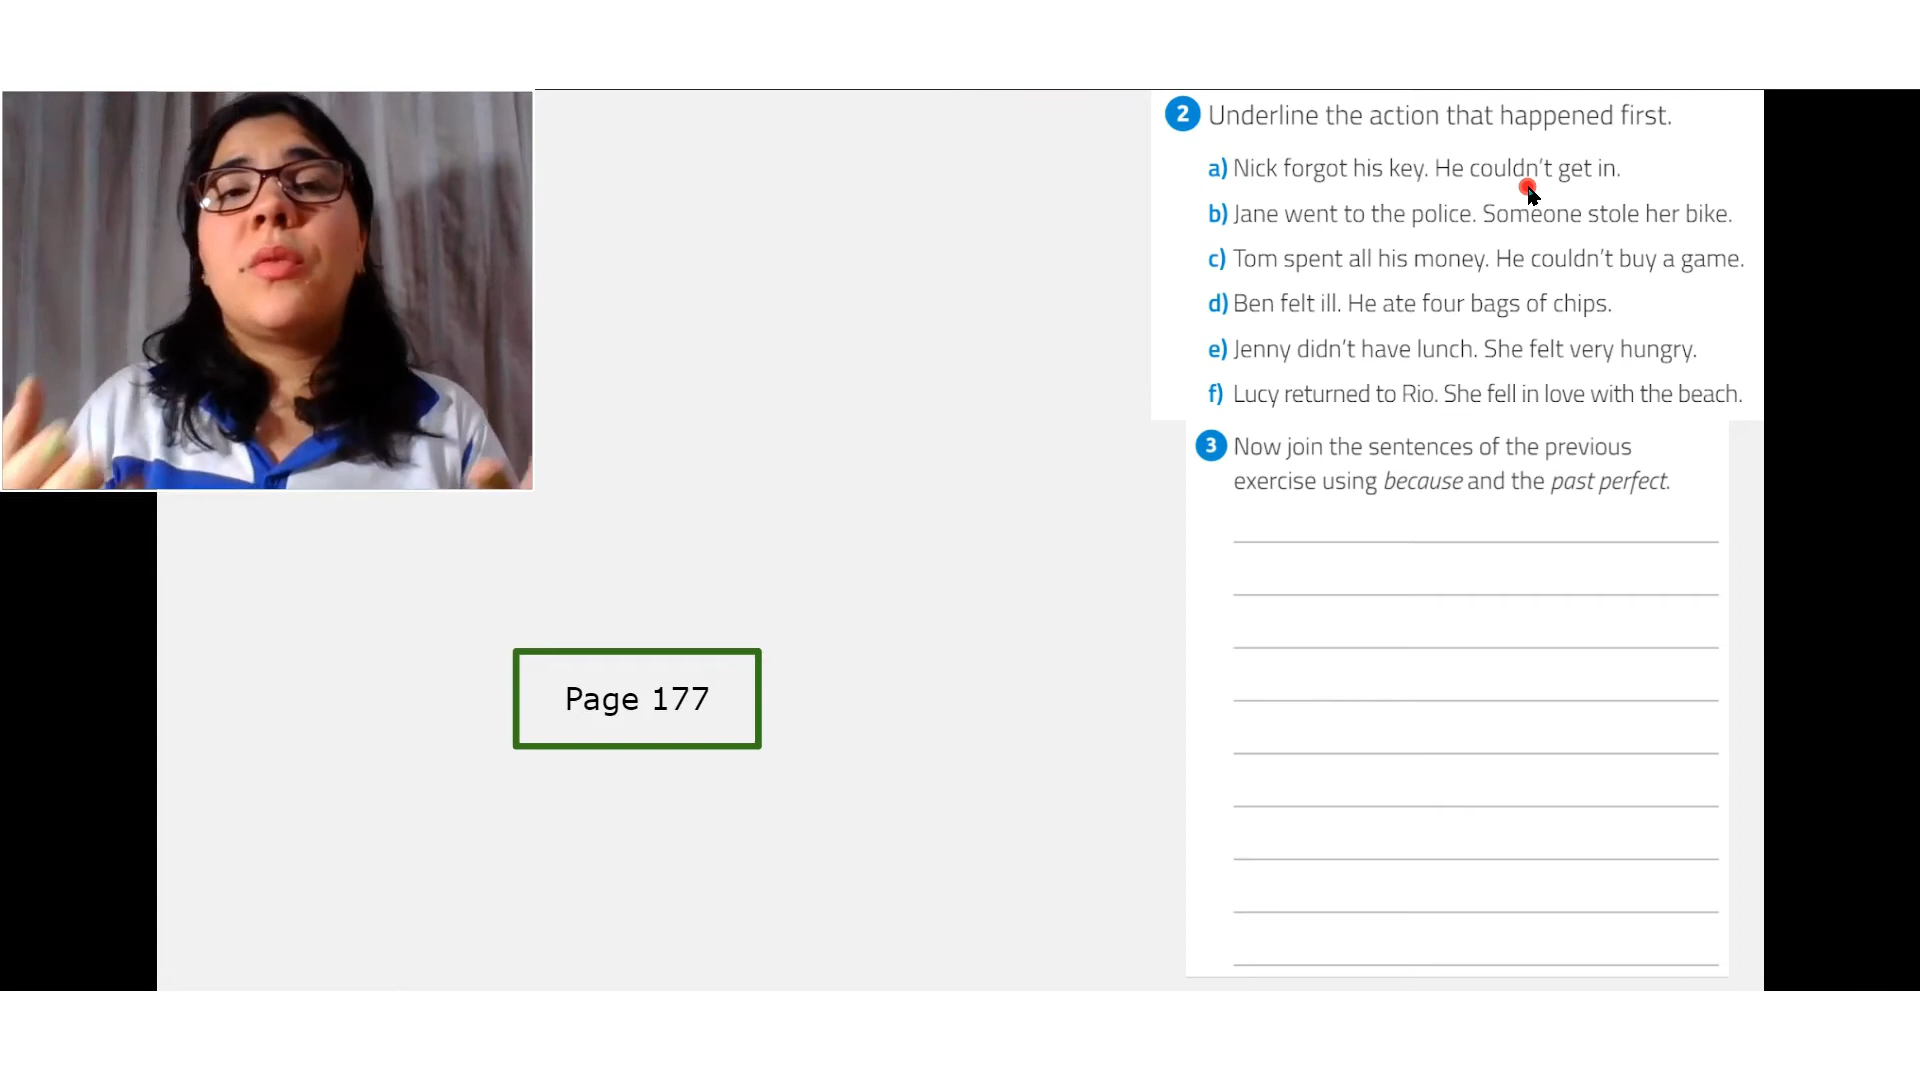 2 Underline the action that happened first.
a) Nick forgot his key. He couldn't get in.
b) Jane went to the police. Someone stole her bike.
c) Tom spent all his money. He couldn't buy a game.
d) Ben felt ill. He ate four bags of chips.
e) Jenny didn't have lunch. She felt very hungry.
f) Lucy returned to Rio. She fell in love with the beach.
3 Now join the sentences of the previous
exercise using because and the past perfect.
Page 177